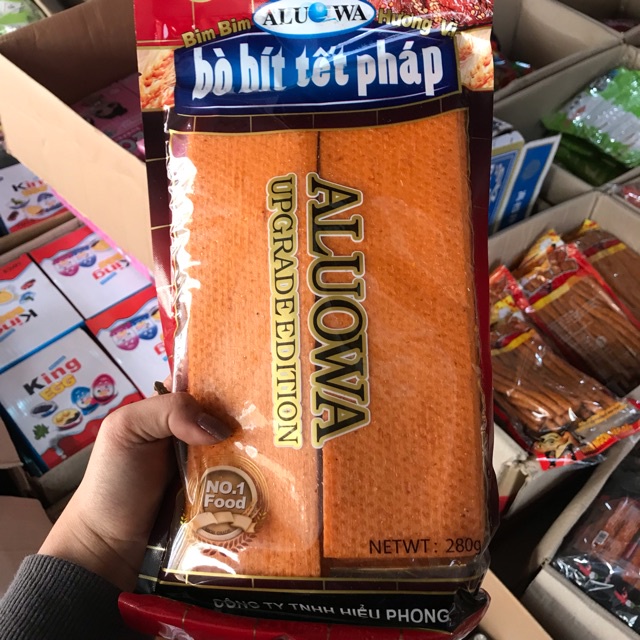 ALUOWA
Bim Bim Hương Vị
bò bít tết pháp
ALUOWA
UPGRADE EDITION
NO.1
Food
NETWT: 280g
CÔNG TY TNHH HIẾU PHONG
King